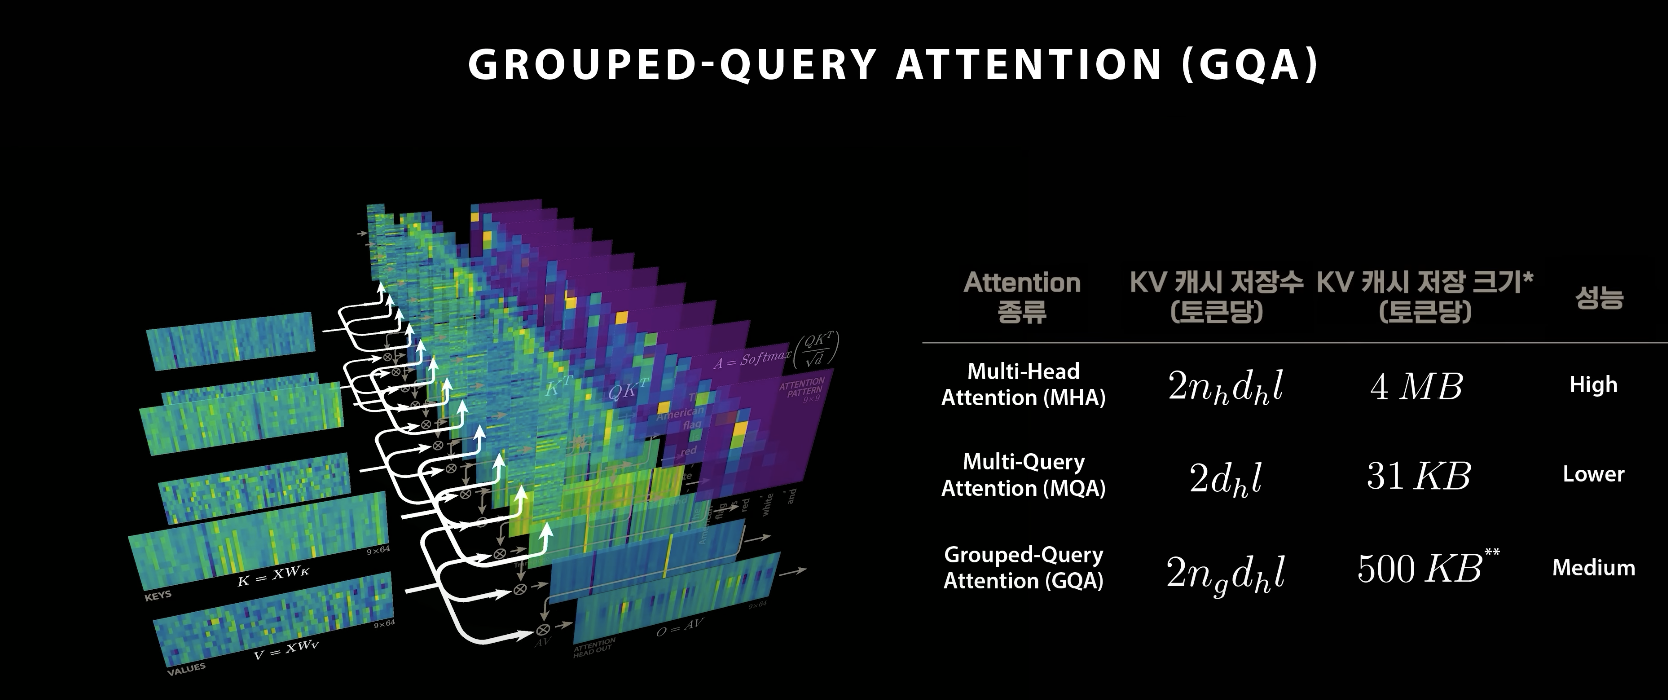 GROUPED-QUERY ATTENTION (GQA)
A = Softmax(QK^T/√d)
ATTENTION
PATTERN
9×9
K^T
QK^T
American
flag
red
white
and
KEYS
K = XW_K
9×64
VALUES
V = XW_V
9×64
AV
ATTENTION
HEAD OUT
O = AV
9×64
Attention
종류
KV 캐시 저장수
(토큰당)
KV 캐시 저장 크기*
(토큰당)
성능
Multi-Head
Attention (MHA)
2n_h d_h l
4 MB
High
Multi-Query
Attention (MQA)
2d_h l
31 KB
Lower
Grouped-Query
Attention (GQA)
2n_g d_h l
500 KB**
Medium